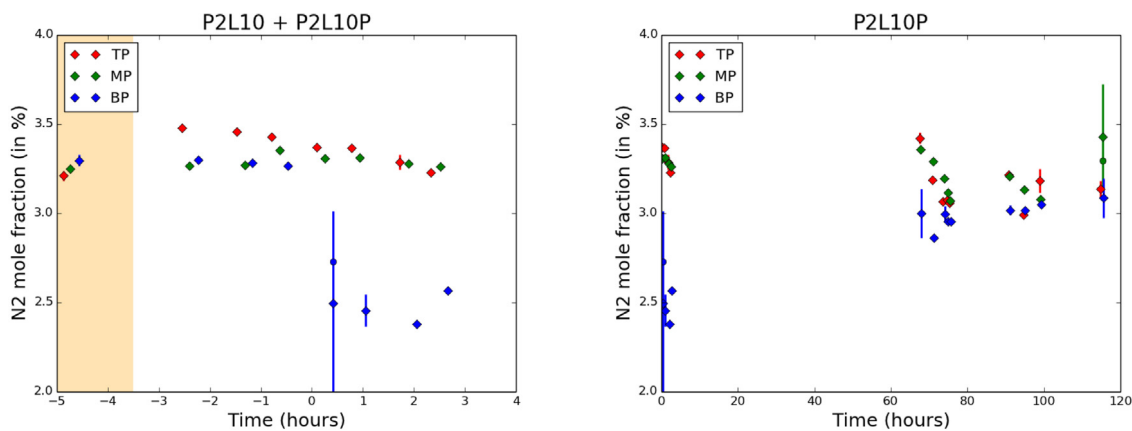 P2L10 + P2L10P
4.0
TP
MP
BP
3.5
3.0
2.5
2.0
N2 mole fraction (in %)
−5 −4 −3 −2 −1 0 1 2 3 4
Time (hours)
P2L10P
4.0
TP
MP
BP
3.5
3.0
2.5
2.0
N2 mole fraction (in %)
0 20 40 60 80 100 120
Time (hours)